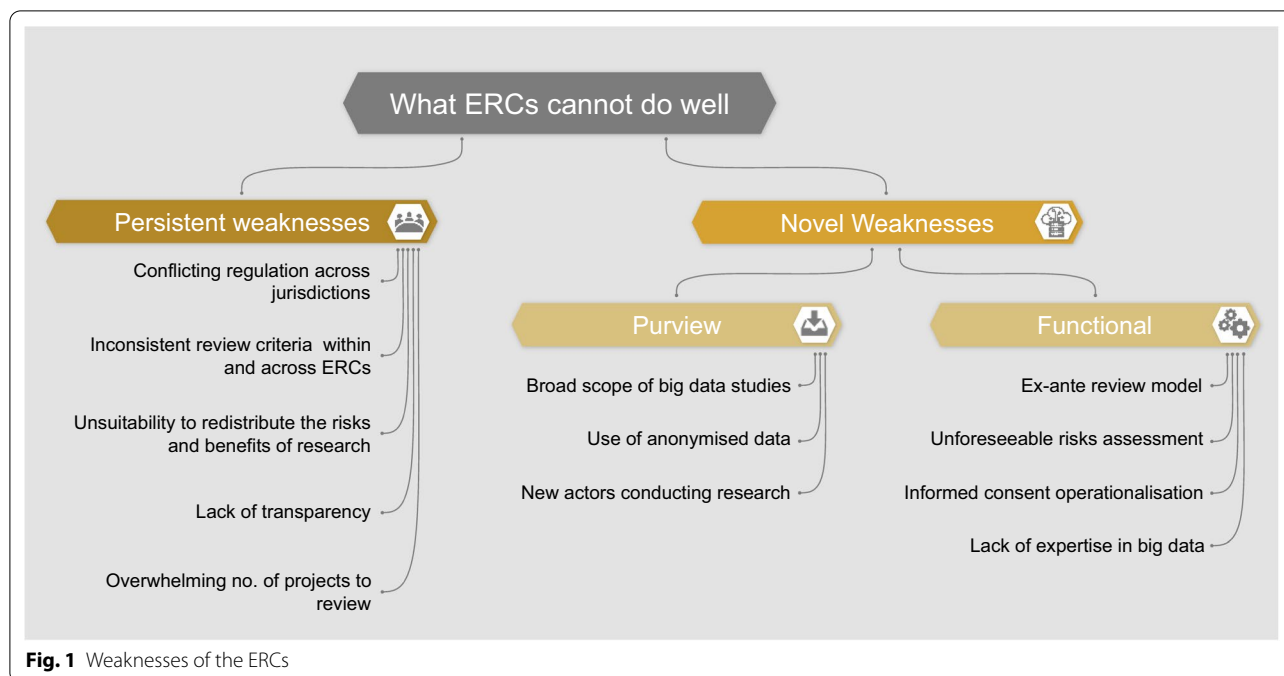 What ERCs cannot do well
Persistent weaknesses
Conflicting regulation across
jurisdictions
Inconsistent review criteria within
and across ERCs
Unsuitability to redistribute the risks
and benefits of research
Lack of transparency
Overwhelming no. of projects to
review
Novel Weaknesses
Purview
Broad scope of big data studies
Use of anonymised data
New actors conducting research
Functional
Ex-ante review model
Unforeseeable risks assessment
Informed consent operationalisation
Lack of expertise in big data
Fig. 1 Weaknesses of the ERCs